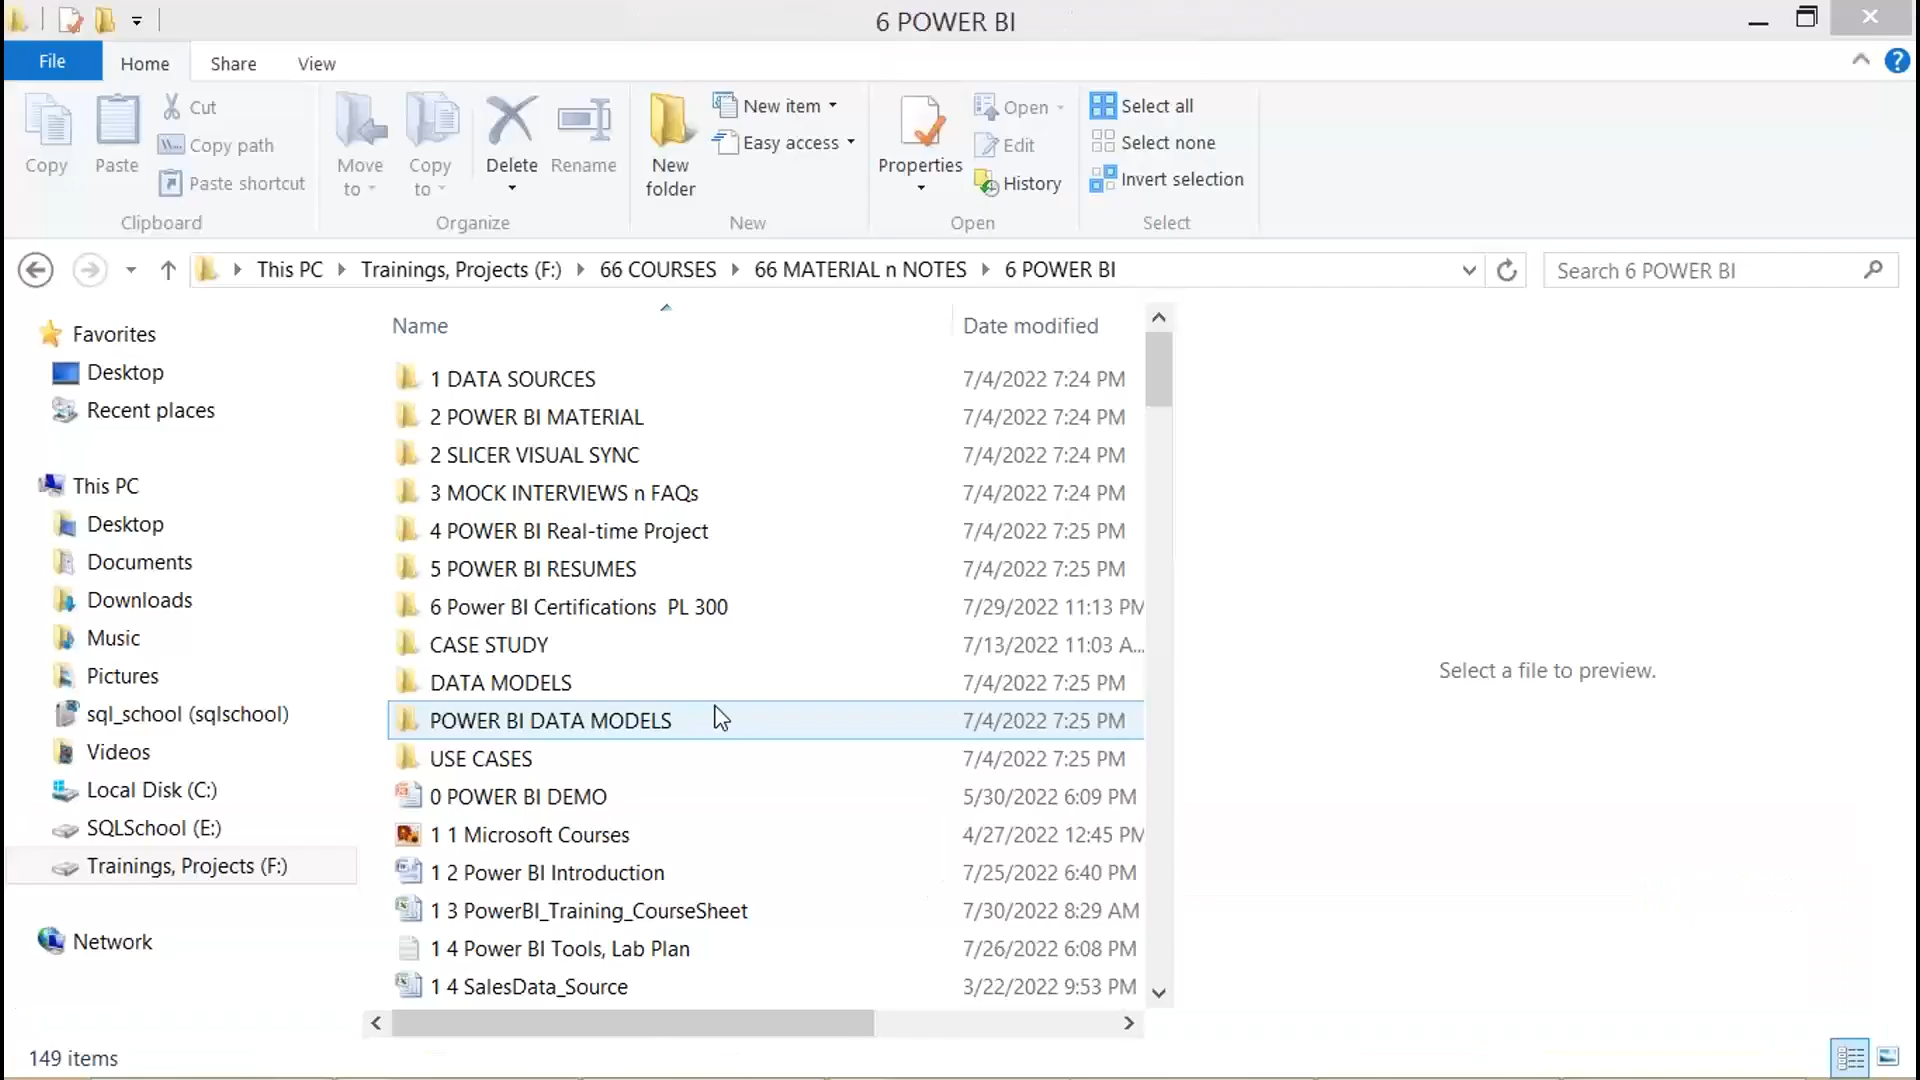 6 POWER BI
File
Home
Share
View
Copy
Paste
Cut
Copy path
Paste shortcut
Clipboard
Move to
Copy to
Delete
Rename
Organize
New folder
New item
Easy access
New
Properties
Open
Edit
History
Open
Select all
Select none
Invert selection
Select
This PC
Trainings, Projects (F:)
66 COURSES
66 MATERIAL n NOTES
6 POWER BI
Search 6 POWER BI
Favorites
Desktop
Recent places
This PC
Desktop
Documents
Downloads
Music
Pictures
sql_school (sqlschool)
Videos
Local Disk (C:)
SQLSchool (E:)
Trainings, Projects (F:)
Network
Name Date modified
1 DATA SOURCES 7/4/2022 7:24 PM
2 POWER BI MATERIAL 7/4/2022 7:24 PM
2 SLICER VISUAL SYNC 7/4/2022 7:24 PM
3 MOCK INTERVIEWS n FAQs 7/4/2022 7:24 PM
4 POWER BI Real-time Project 7/4/2022 7:25 PM
5 POWER BI RESUMES 7/4/2022 7:25 PM
6 Power BI Certifications PL 300 7/29/2022 11:13 PM
CASE STUDY 7/13/2022 11:03 A...
DATA MODELS 7/4/2022 7:25 PM
POWER BI DATA MODELS 7/4/2022 7:25 PM
USE CASES 7/4/2022 7:25 PM
0 POWER BI DEMO 5/30/2022 6:09 PM
1 1 Microsoft Courses 4/27/2022 12:45 PM
1 2 Power BI Introduction 7/25/2022 6:40 PM
1 3 PowerBI_Training_CourseSheet 7/30/2022 8:29 AM
1 4 Power BI Tools, Lab Plan 7/26/2022 6:08 PM
1 4 SalesData_Source 3/22/2022 9:53 PM
Select a file to preview.
149 items